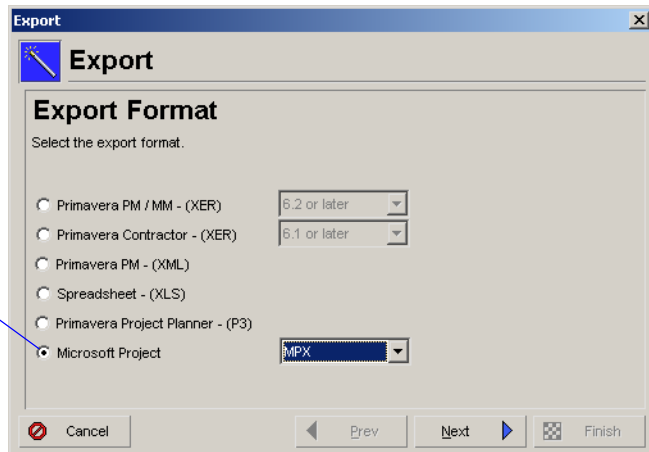 Export
Export
Export Format
Select the export format.
Primavera PM / MM - (XER) 6.2 or later
Primavera Contractor - (XER) 6.1 or later
Primavera PM - (XML)
Spreadsheet - (XLS)
Primavera Project Planner - (P3)
Microsoft Project MPX
Cancel Prev Next Finish